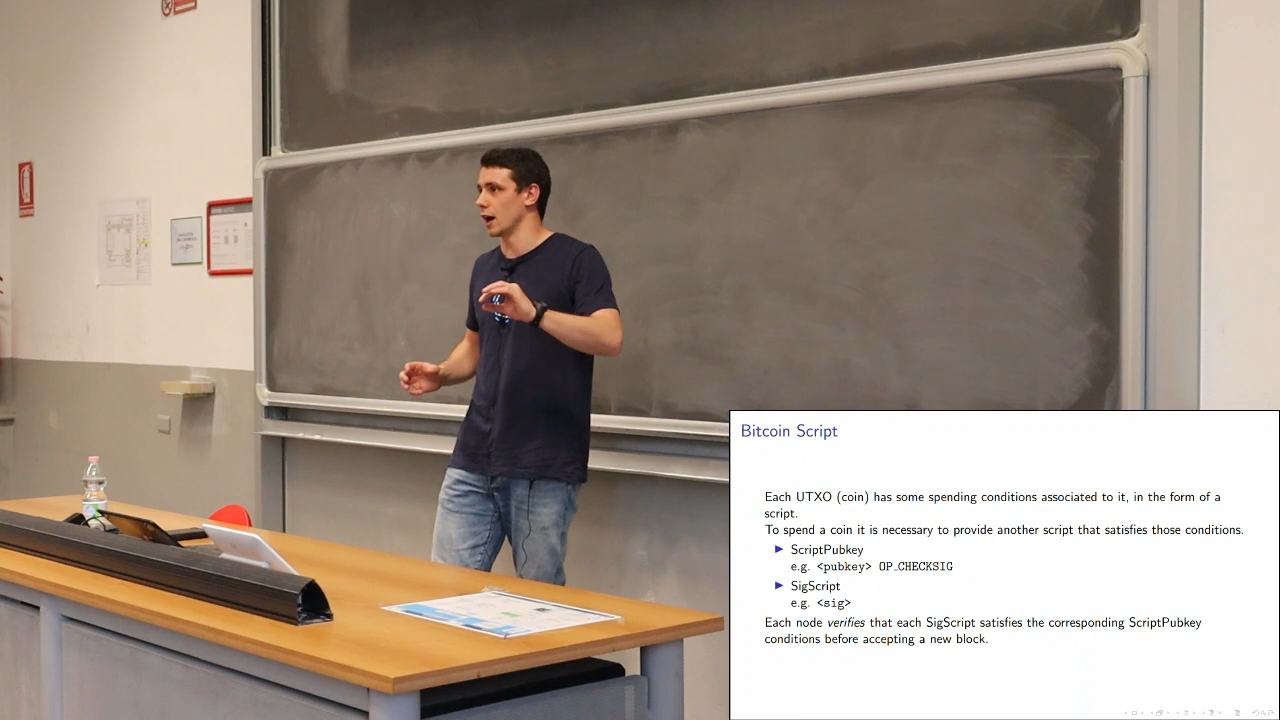 Bitcoin Script
Each UTXO (coin) has some spending conditions associated to it, in the form of a
script.
To spend a coin it is necessary to provide another script that satisfies those conditions.
ScriptPubkey
e.g. <pubkey> OP_CHECKSIG
SigScript
e.g. <sig>
Each node verifies that each SigScript satisfies the corresponding ScriptPubkey
conditions before accepting a new block.